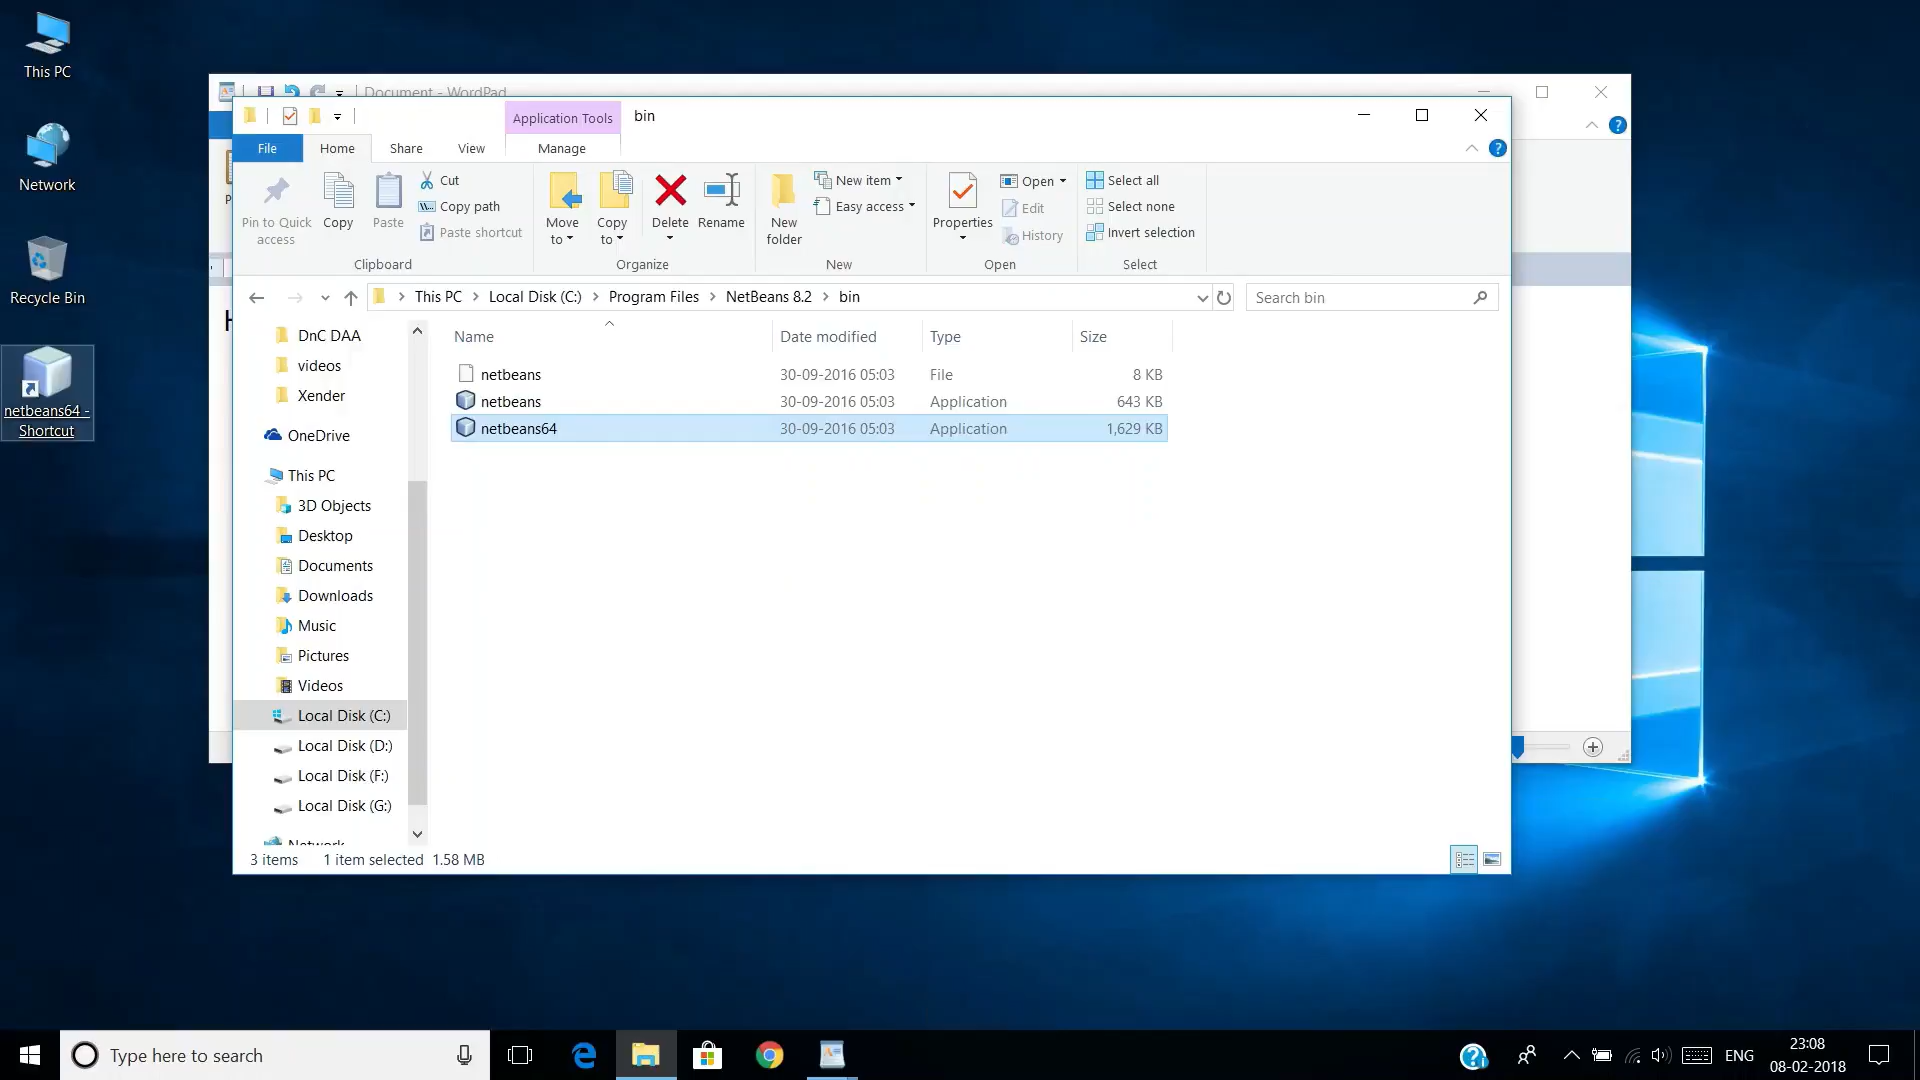 This PC
Network
Recycle Bin
netbeans64 -
Shortcut
Document - WordPad
Application Tools
bin
File
Home
Share
View
Manage
Pin to Quick
access
Copy
Paste
Cut
Copy path
Paste shortcut
Clipboard
Move
to
Copy
to
Delete
Rename
Organize
New
folder
New item
Easy access
New
Properties
Open
Edit
History
Open
Select all
Select none
Invert selection
Select
This PC
Local Disk (C:)
Program Files
NetBeans 8.2
bin
Search bin
DnC DAA
videos
Xender
OneDrive
This PC
3D Objects
Desktop
Documents
Downloads
Music
Pictures
Videos
Local Disk (C:)
Local Disk (D:)
Local Disk (F:)
Local Disk (G:)
Network
Name Date modified Type Size
netbeans 30-09-2016 05:03 File 8 KB
netbeans 30-09-2016 05:03 Application 643 KB
netbeans64 30-09-2016 05:03 Application 1,629 KB
3 items 1 item selected 1.58 MB
Type here to search
ENG
23:08
08-02-2018